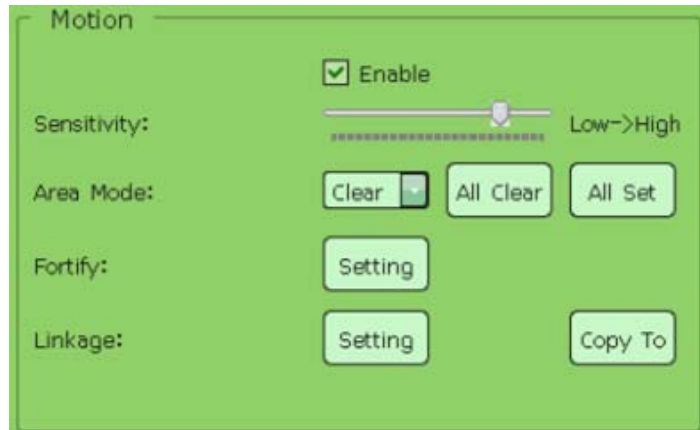 Motion
Enable
Sensitivity: Low->High
Area Mode: Clear All Clear All Set
Fortify: Setting
Linkage: Setting Copy To